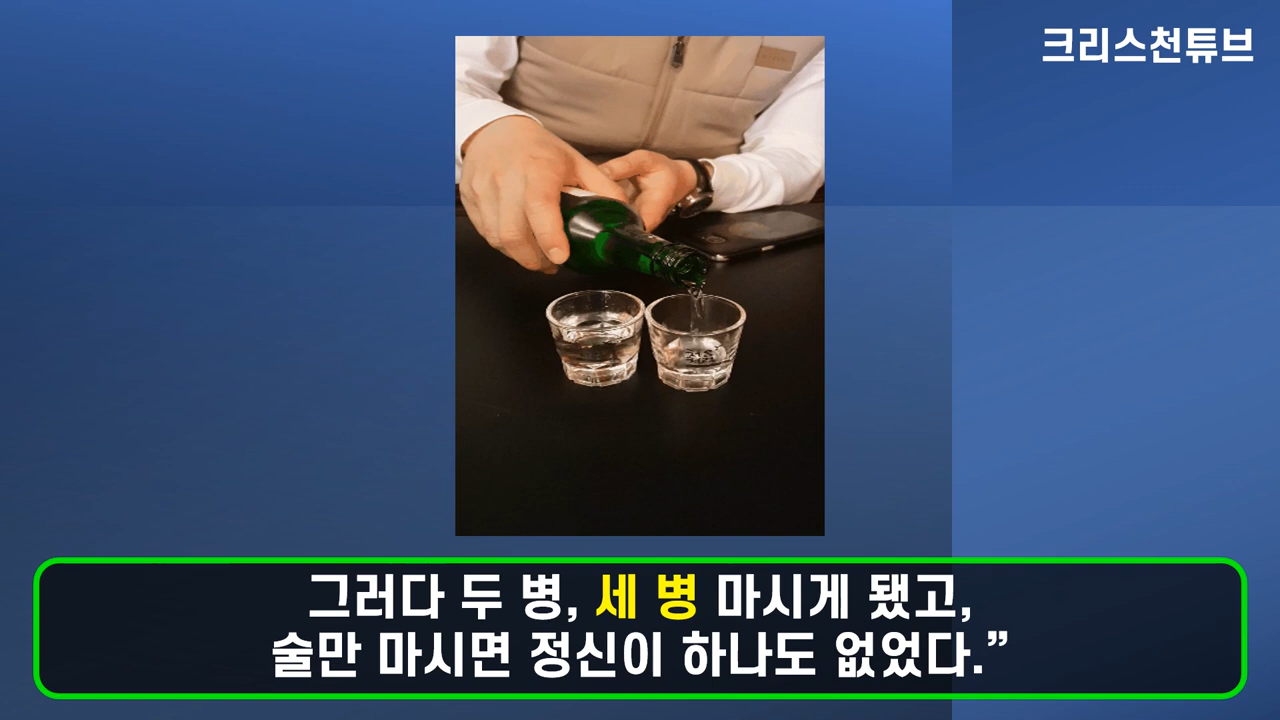 크리스천튜브
그러다 두 병, 세 병 마시게 됐고,
술만 마시면 정신이 하나도 없었다.”